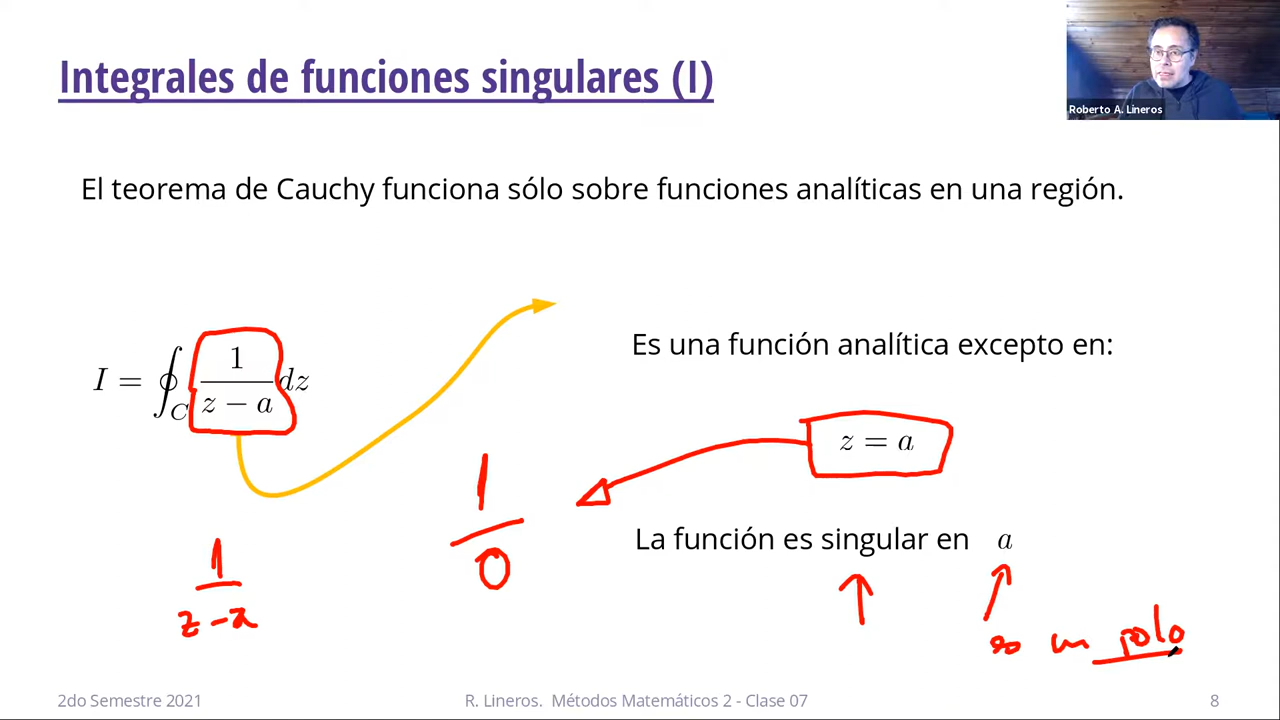 Integrales de funciones singulares (I)
Roberto A. Lineros
El teorema de Cauchy funciona sólo sobre funciones analíticas en una región.
Es una función analítica excepto en:
I = ∮_C 1/(z − a) dz
z = a
1/0
La función es singular en a
1/(z − a)
es un polo
2do Semestre 2021
R. Lineros. Métodos Matemáticos 2 - Clase 07
8